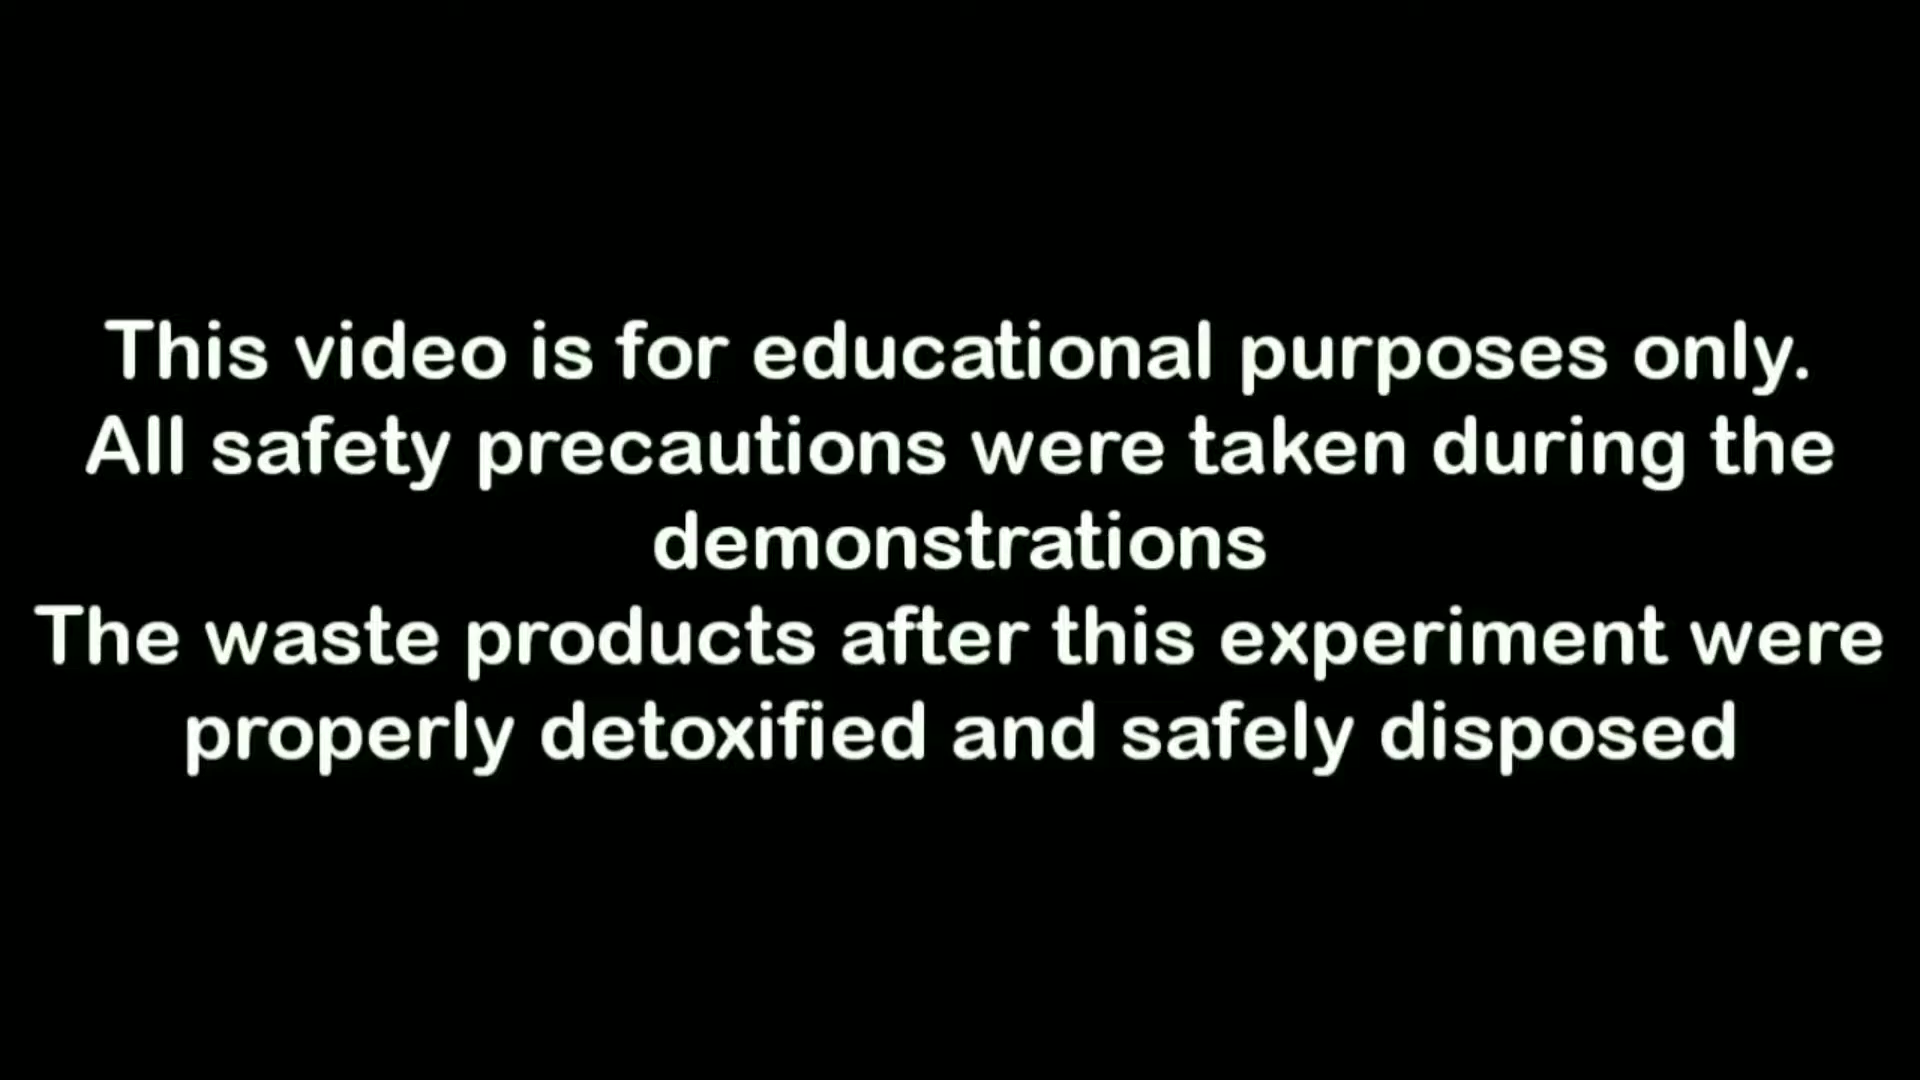 This video is for educational purposes only.
All safety precautions were taken during the
demonstrations
The waste products after this experiment were
properly detoxified and safely disposed